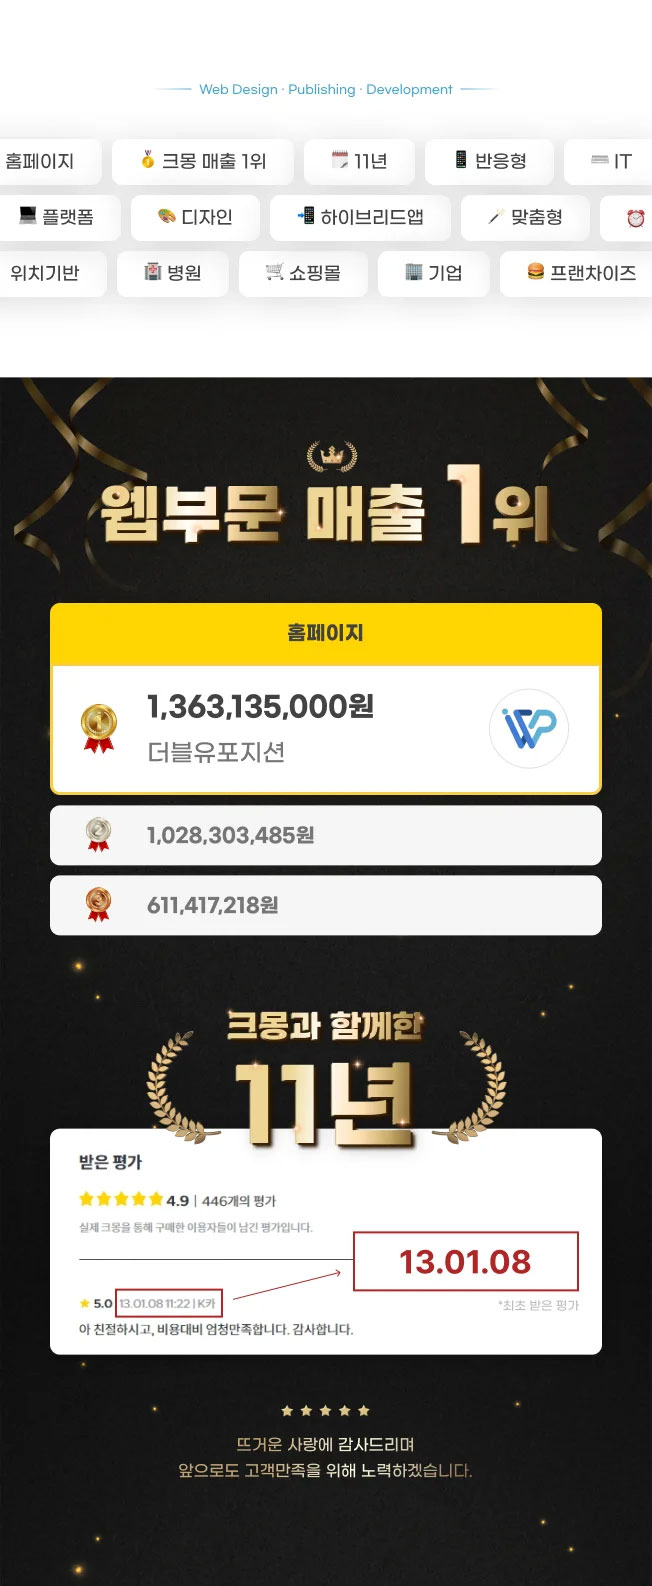 Web Design · Publishing · Development
홈페이지 크몽 매출 1위 11년 반응형 IT
플랫폼 디자인 하이브리드앱 맞춤형
위치기반 병원 쇼핑몰 기업 프랜차이즈
웹부문 매출 1위
홈페이지
1
1,363,135,000원
더블유포지션
WP
2
1,028,303,485원
3
611,417,218원
크몽과 함께한
11년
받은 평가
4.9 | 446개의 평가
실제 크몽을 통해 구매한 이용자들이 남긴 평가입니다.
13.01.08
5.0 13.01.08 11:22 | K카
*최초 받은 평가
아 친절하시고, 비용대비 엄청만족합니다. 감사합니다.
뜨거운 사랑에 감사드리며
앞으로도 고객만족을 위해 노력하겠습니다.